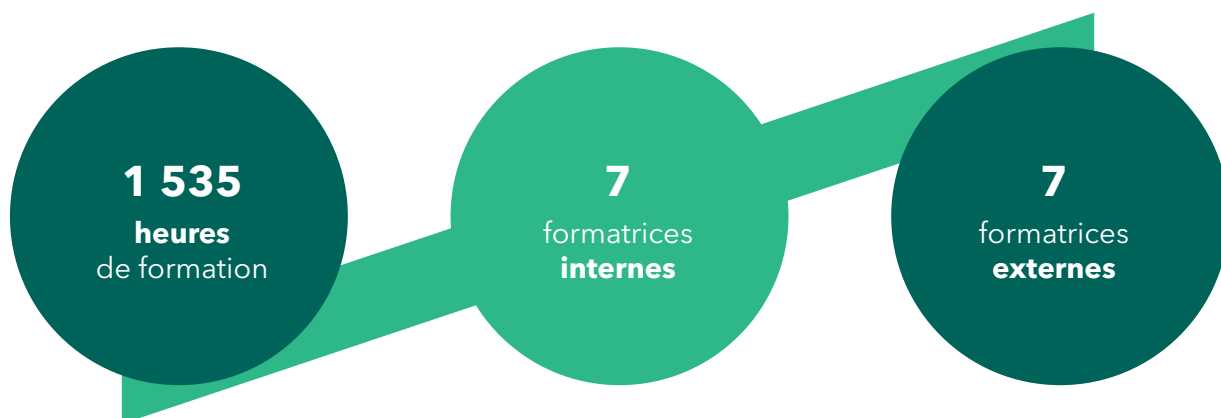 1 535
heures
de formation
7
formatrices
internes
7
formatrices
externes